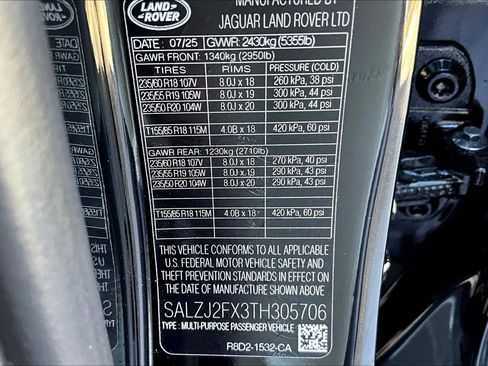 LAND
ROVER
MANUFACTURED BY
JAGUAR LAND ROVER LTD
DATE : 07/25 GVWR: 2430kg (5355lb)
GAWR FRONT: 1340kg (2950lb)
TIRES RIMS PRESSURE (COLD)
235/60 R18 107V 8.0J x 18 260 kPa, 38 psi
235/55 R19 105W 8.0J x 19 300 kPa, 44 psi
235/50 R20 104W 8.0J x 20 300 kPa, 44 psi
T155/85 R18 115M 4.0B x 18 420 kPa, 60 psi
GAWR REAR: 1230kg (2710lb)
235/60 R18 107V 8.0J x 18 270 kPa, 40 psi
235/55 R19 105W 8.0J x 19 290 kPa, 43 psi
235/50 R20 104W 8.0J x 20 290 kPa, 43 psi
T155/85 R18 115M 4.0B x 18 420 kPa, 60 psi
THIS VEHICLE CONFORMS TO ALL APPLICABLE
U.S. FEDERAL MOTOR VEHICLE SAFETY AND
THEFT PREVENTION STANDARDS IN EFFECT ON
THE DATE OF MANUFACTURE SHOWN ABOVE
SALZJ2FX3TH305706
TYPE : MULTI-PURPOSE PASSENGER VEHICLE
R8D2-1532-CA